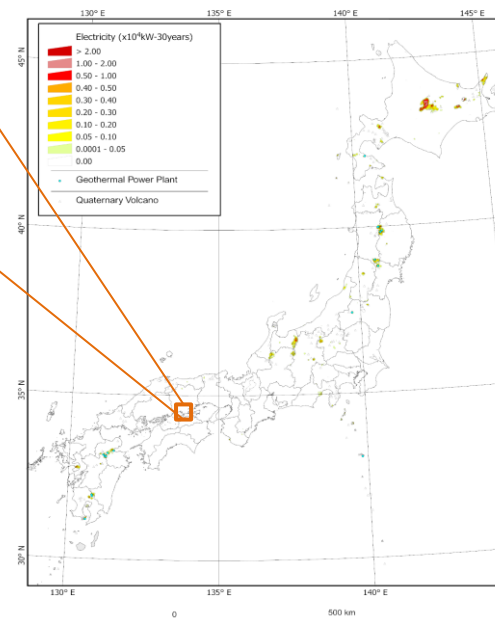 130° E
135° E
140° E
145° E
Electricity (x10⁴kW-30years)
> 2.00
1.00 - 2.00
0.50 - 1.00
0.40 - 0.50
0.30 - 0.40
0.20 - 0.30
0.10 - 0.20
0.05 - 0.10
0.0001 - 0.05
0.00
Geothermal Power Plant
Quaternary Volcano
45° N
40° N
35° N
30° N
130° E
135° E
140° E
0
500 km